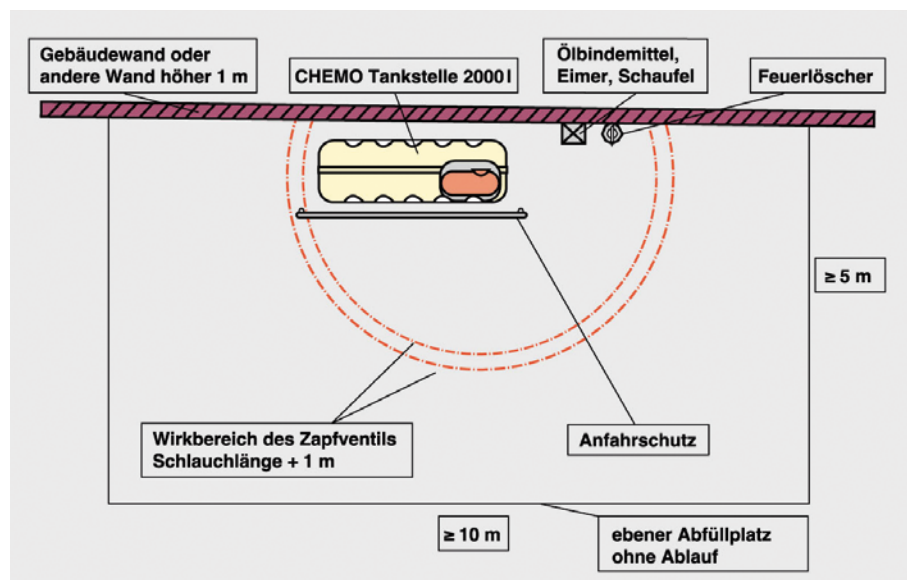 Gebäudewand oder
andere Wand höher 1 m
CHEMO Tankstelle 2000 l
Ölbindemittel,
Eimer, Schaufel
Feuerlöscher
≥ 5 m
Wirkbereich des Zapfventils
Schlauchlänge + 1 m
Anfahrschutz
≥ 10 m
ebener Abfüllplatz
ohne Ablauf